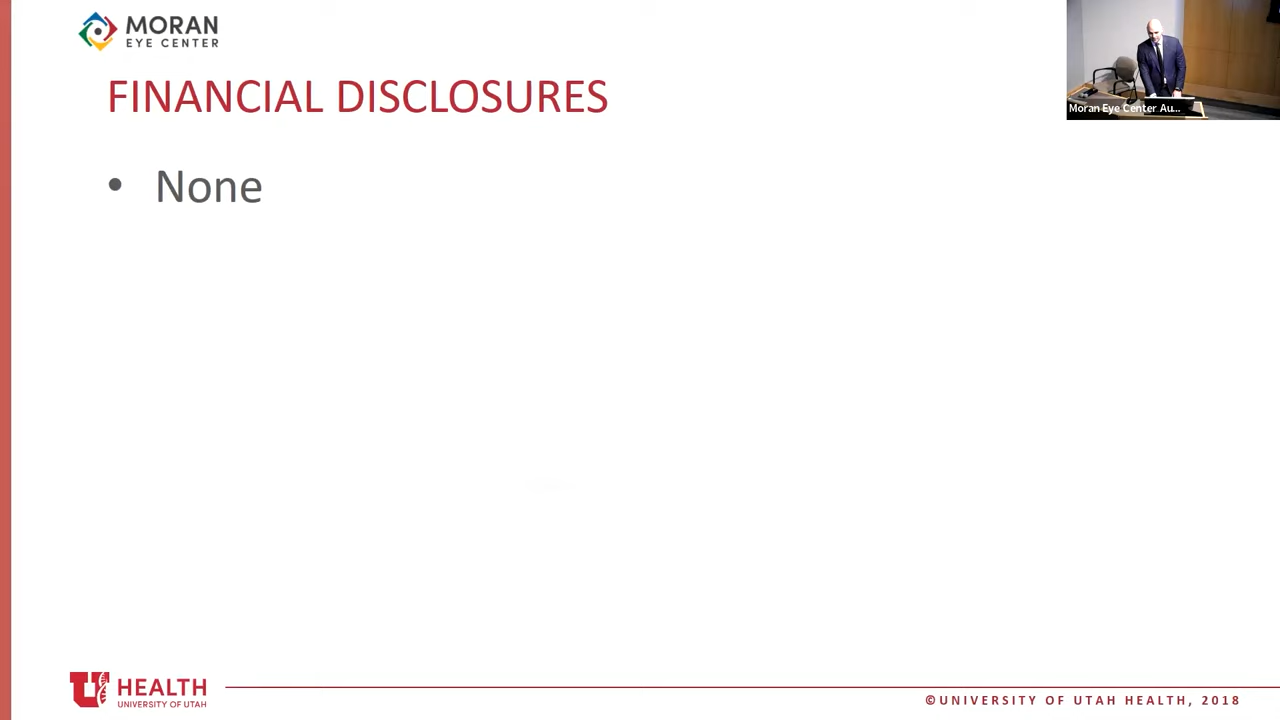 MORAN
EYE CENTER
Moran Eye Center Au...
FINANCIAL DISCLOSURES
• None
HEALTH
UNIVERSITY OF UTAH
©UNIVERSITY OF UTAH HEALTH, 2018